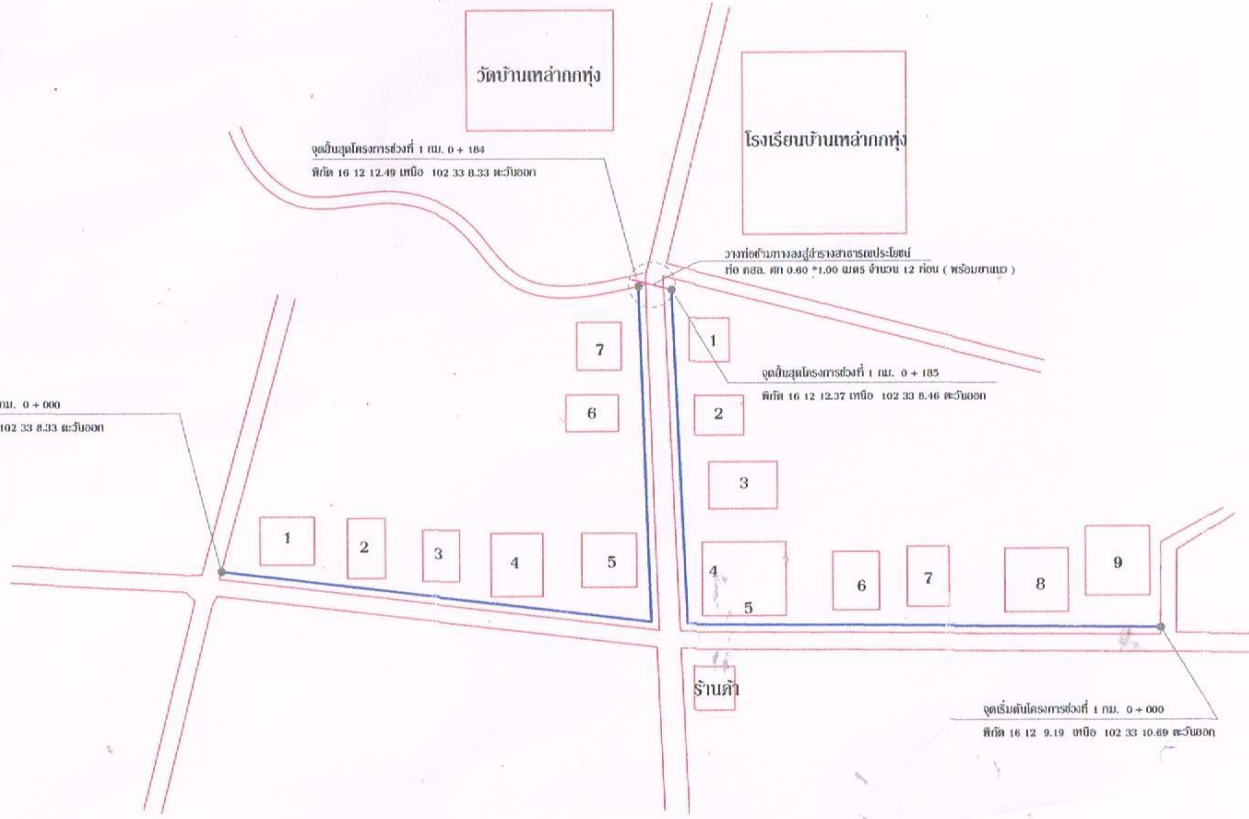 วัดบ้านเหล่ากกทุ่ง
โรงเรียนบ้านเหล่ากกทุ่ง
จุดสิ้นสุดโครงการช่วงที่ 1 กม. 0 + 184
พิกัด 16 12 12.49 เหนือ 102 33 8.33 ตะวันออก
วางท่อข้ามทางลงสู่ลำรางสาธารณประโยชน์
ท่อ คสล. ศก 0.60 *1.00 เมตร จำนวน 12 ท่อน ( พร้อมยาแนว )
7
1
จุดสิ้นสุดโครงการช่วงที่ 1 กม. 0 + 185
พิกัด 16 12 12.37 เหนือ 102 33 8.46 ตะวันออก
กม. 0 + 000
102 33 8.33 ตะวันออก
6
2
3
1
2
3
4
5
4
5
6
7
8
9
ร้านค้า
จุดเริ่มต้นโครงการช่วงที่ 1 กม. 0 + 000
พิกัด 16 12 9.19 เหนือ 102 33 10.69 ตะวันออก